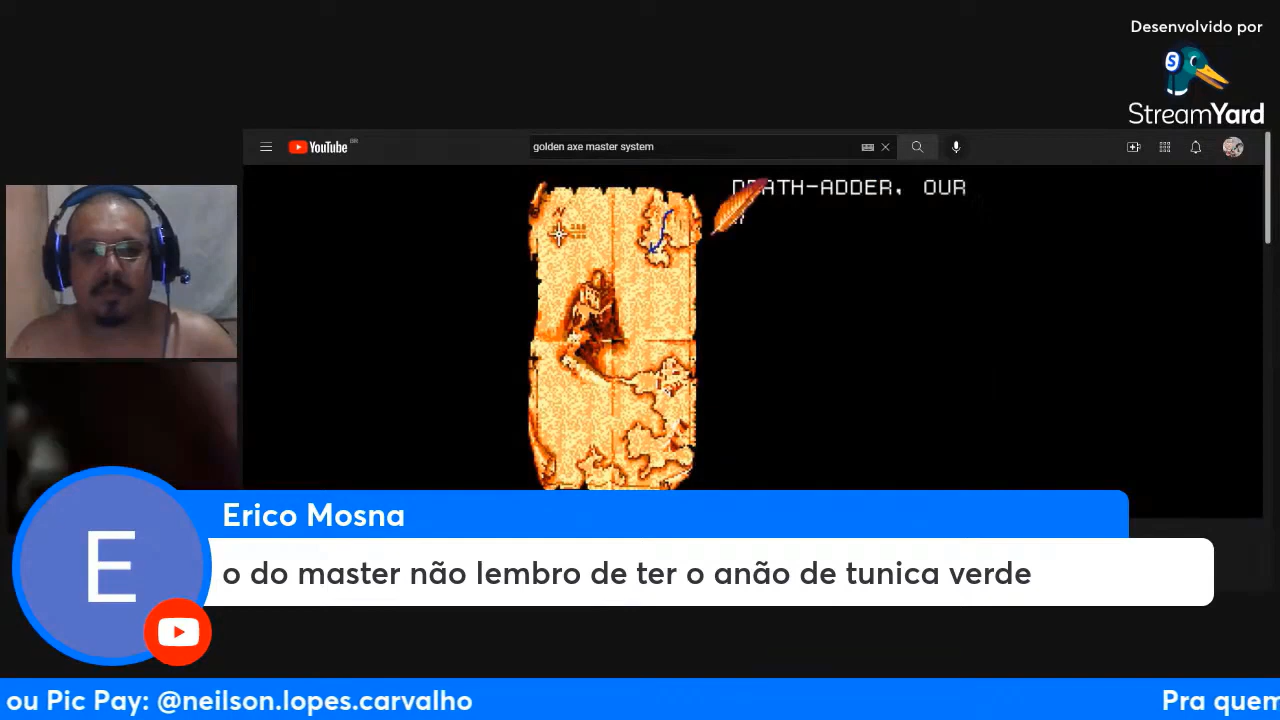 Desenvolvido por
S
StreamYard
YouTube BR
golden axe master system
DEATH-ADDER, OUR
E
Erico Mosna
o do master não lembro de ter o anão de tunica verde
ou Pic Pay: @neilson.lopes.carvalho
Pra quem